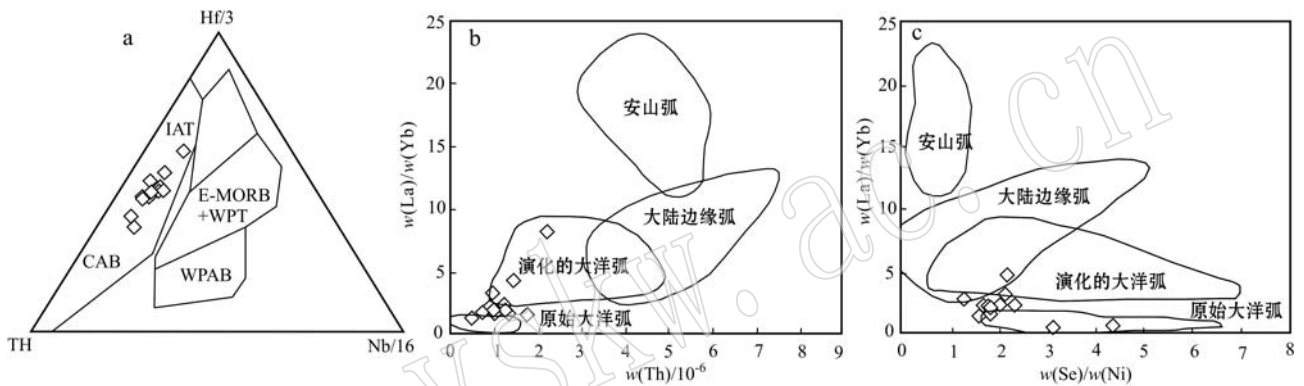 a
Hf/3
IAT
E-MORB
+WPT
CAB
WPAB
TH
Nb/16
b
25
20
15
10
5
0
w(La)/w(Yb)
安山弧
大陆边缘弧
演化的大洋弧
原始大洋弧
0 1 2 3 4 5 6 7 8 9
w(Th)/10-6
c
25
20
15
10
5
0
w(La)/w(Yb)
安山弧
大陆边缘弧
演化的大洋弧
原始大洋弧
0 1 2 3 4 5 6 7 8
w(Se)/w(Ni)
yskw.ac.cn